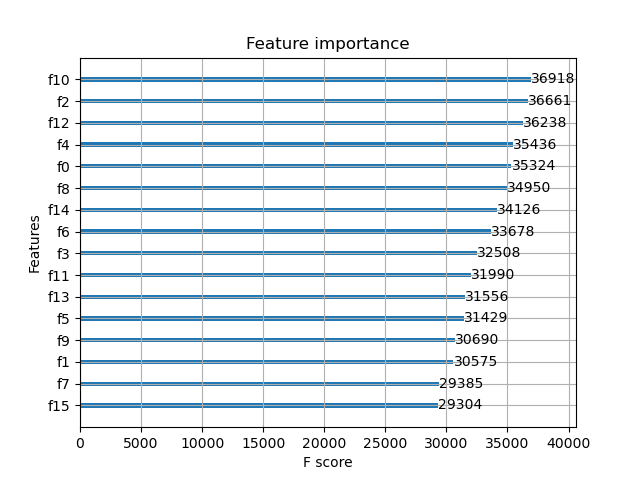 Feature importance
f10 36918
f2 36661
f12 36238
f4 35436
f0 35324
f8 34950
f14 34126
f6 33678
f3 32508
f11 31990
f13 31556
f5 31429
f9 30690
f1 30575
f7 29385
f15 29304
Features
0 5000 10000 15000 20000 25000 30000 35000 40000
F score